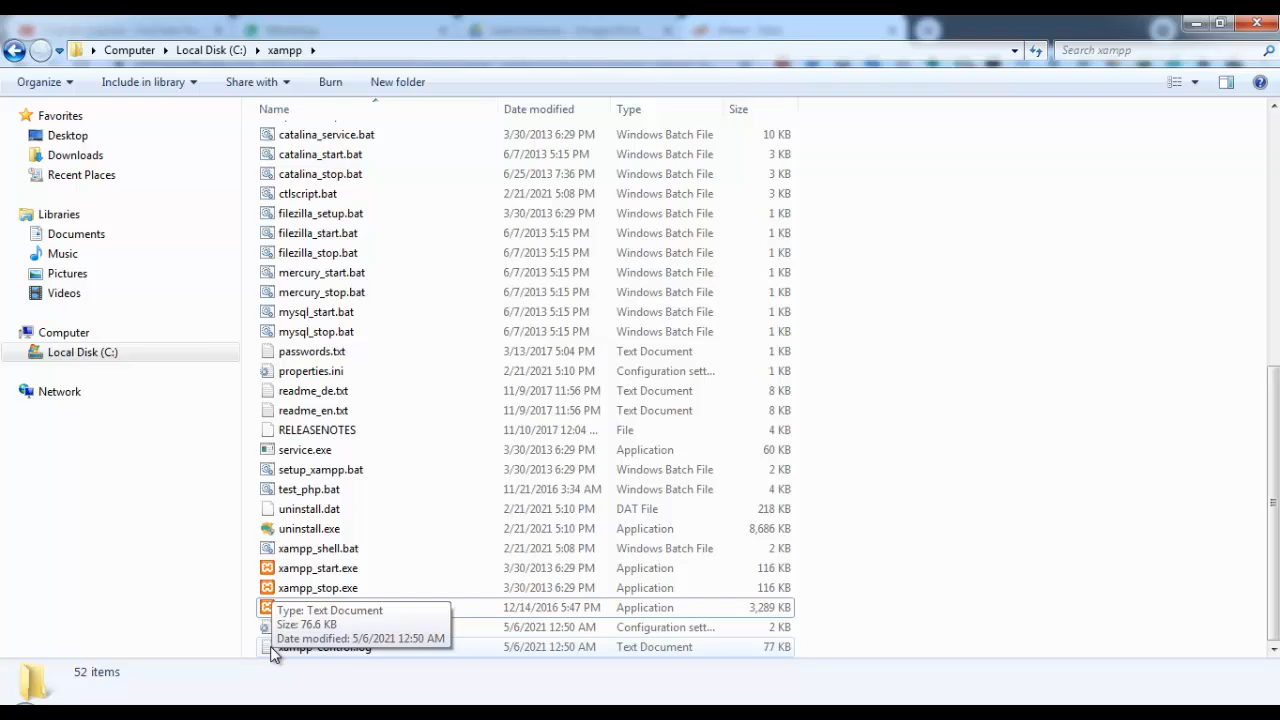 Computer Local Disk (C:) xampp Search xampp
Organize Include in library Share with Burn New folder
Name Date modified Type Size
Favorites
Desktop
Downloads
Recent Places
Libraries
Documents
Music
Pictures
Videos
Computer
Local Disk (C:)
Network
catalina_service.bat 3/30/2013 6:29 PM Windows Batch File 10 KB
catalina_start.bat 6/7/2013 5:15 PM Windows Batch File 3 KB
catalina_stop.bat 6/25/2013 7:36 PM Windows Batch File 3 KB
ctlscript.bat 2/21/2021 5:08 PM Windows Batch File 3 KB
filezilla_setup.bat 3/30/2013 6:29 PM Windows Batch File 1 KB
filezilla_start.bat 6/7/2013 5:15 PM Windows Batch File 1 KB
filezilla_stop.bat 6/7/2013 5:15 PM Windows Batch File 1 KB
mercury_start.bat 6/7/2013 5:15 PM Windows Batch File 1 KB
mercury_stop.bat 6/7/2013 5:15 PM Windows Batch File 1 KB
mysql_start.bat 6/7/2013 5:15 PM Windows Batch File 1 KB
mysql_stop.bat 6/7/2013 5:15 PM Windows Batch File 1 KB
passwords.txt 3/13/2017 5:04 PM Text Document 1 KB
properties.ini 2/21/2021 5:10 PM Configuration sett... 1 KB
readme_de.txt 11/9/2017 11:56 PM Text Document 8 KB
readme_en.txt 11/9/2017 11:56 PM Text Document 8 KB
RELEASENOTES 11/10/2017 12:04 ... File 4 KB
service.exe 3/30/2013 6:29 PM Application 60 KB
setup_xampp.bat 3/30/2013 6:29 PM Windows Batch File 2 KB
test_php.bat 11/21/2016 3:34 AM Windows Batch File 4 KB
uninstall.dat 2/21/2021 5:10 PM DAT File 218 KB
uninstall.exe 2/21/2021 5:10 PM Application 8,686 KB
xampp_shell.bat 2/21/2021 5:08 PM Windows Batch File 2 KB
xampp_start.exe 3/30/2013 6:29 PM Application 116 KB
xampp_stop.exe 3/30/2013 6:29 PM Application 116 KB
12/14/2016 5:47 PM Application 3,289 KB
5/6/2021 12:50 AM Configuration sett... 2 KB
5/6/2021 12:50 AM Text Document 77 KB
Type: Text Document
Size: 76.6 KB
Date modified: 5/6/2021 12:50 AM
52 items